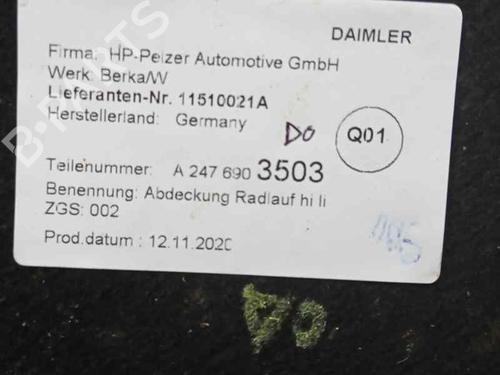 DAIMLER
Firma: HP-Pelzer Automotive GmbH
Werk: Berka/W
Lieferanten-Nr. 11510021A
Herstellerland: Germany
DO
Q01
Teilenummer: A 247 690 3503
Benennung: Abdeckung Radlauf hi li
ZGS: 002
Prod.datum : 12.11.2020
B-PARTS